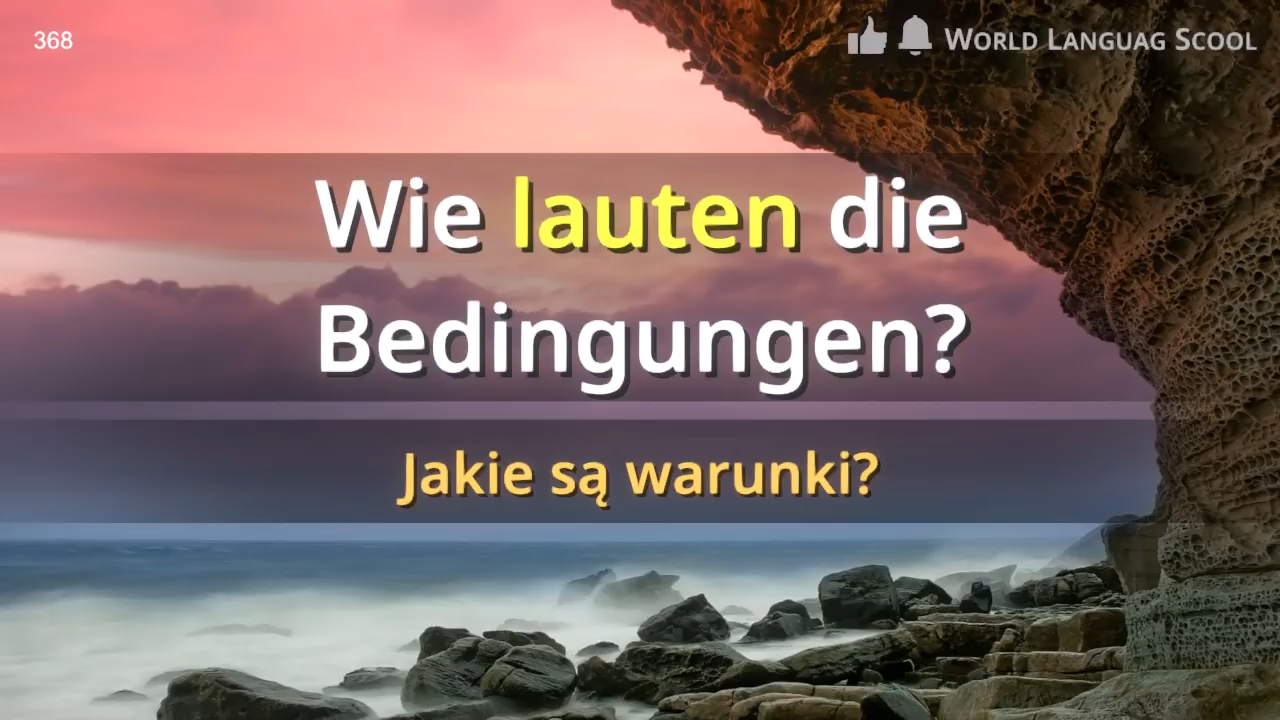 368
WORLD LANGUAG SCOOL
Wie lauten die
Bedingungen?
Jakie są warunki?